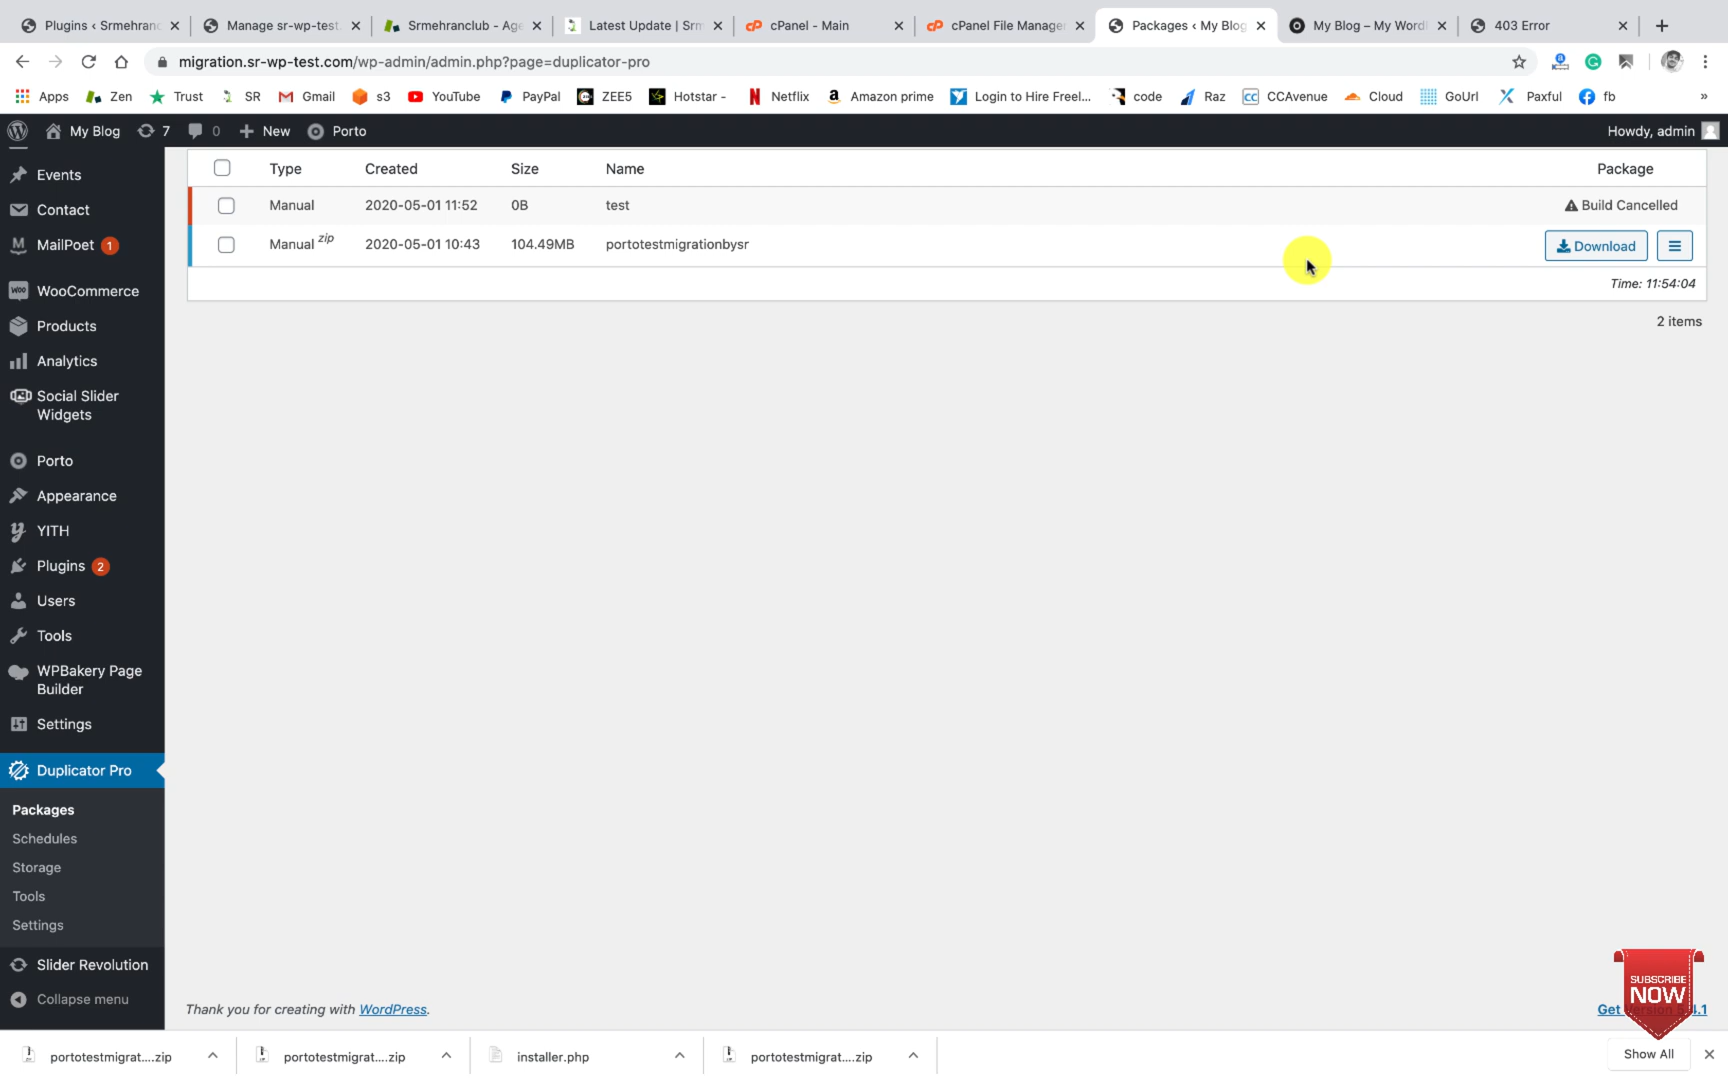 Plugins ‹ Srmehranc
Manage sr-wp-test.
Srmehranclub - Age
Latest Update | Srm
cPanel - Main
cPanel File Manager
Packages ‹ My Blog
My Blog – My Word
403 Error
migration.sr-wp-test.com/wp-admin/admin.php?page=duplicator-pro
Apps
Zen
Trust
SR
Gmail
s3
YouTube
PayPal
ZEE5
Hotstar -
Netflix
Amazon prime
Login to Hire Freel...
code
Raz
CCAvenue
Cloud
GoUrl
Paxful
fb
»
My Blog
7
0
New
Porto
Howdy, admin
Events
Contact
MailPoet 1
WooCommerce
Products
Analytics
Social Slider
Widgets
Porto
Appearance
YITH
Plugins 2
Users
Tools
WPBakery Page
Builder
Settings
Duplicator Pro
Packages
Schedules
Storage
Tools
Settings
Slider Revolution
Collapse menu
Type Created Size Name Package
Manual 2020-05-01 11:52 0B test Build Cancelled
Manual zip 2020-05-01 10:43 104.49MB portotestmigrationbysr Download
Time: 11:54:04
2 items
Thank you for creating with WordPress.
Get
.1
SUBSCRIBE
NOW
portotestmigrat....zip
portotestmigrat....zip
installer.php
portotestmigrat....zip
Show All